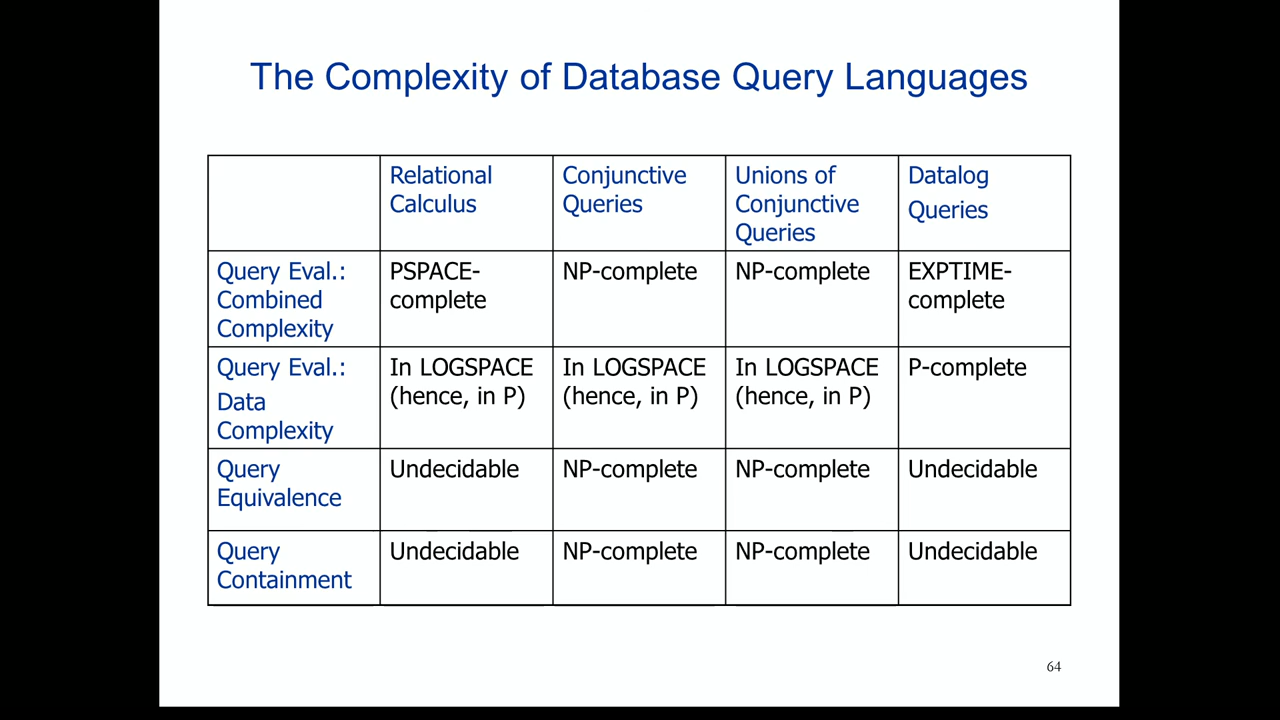 The Complexity of Database Query Languages
Relational
Calculus
Conjunctive
Queries
Unions of
Conjunctive
Queries
Datalog
Queries
Query Eval.:
Combined
Complexity
PSPACE-
complete
NP-complete
NP-complete
EXPTIME-
complete
Query Eval.:
Data
Complexity
In LOGSPACE
(hence, in P)
In LOGSPACE
(hence, in P)
In LOGSPACE
(hence, in P)
P-complete
Query
Equivalence
Undecidable
NP-complete
NP-complete
Undecidable
Query
Containment
Undecidable
NP-complete
NP-complete
Undecidable
64